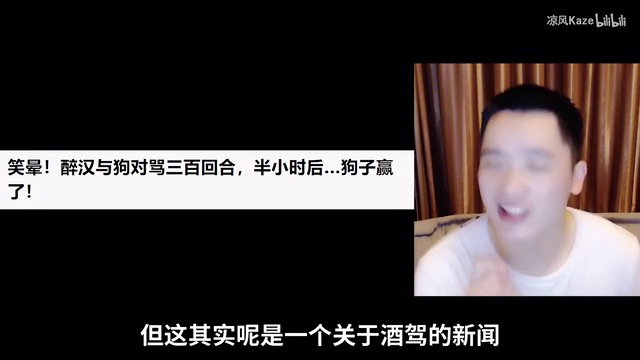 凉风Kaze bilibili
笑晕！醉汉与狗对骂三百回合，半小时后...狗子赢
了！
但这其实呢是一个关于酒驾的新闻